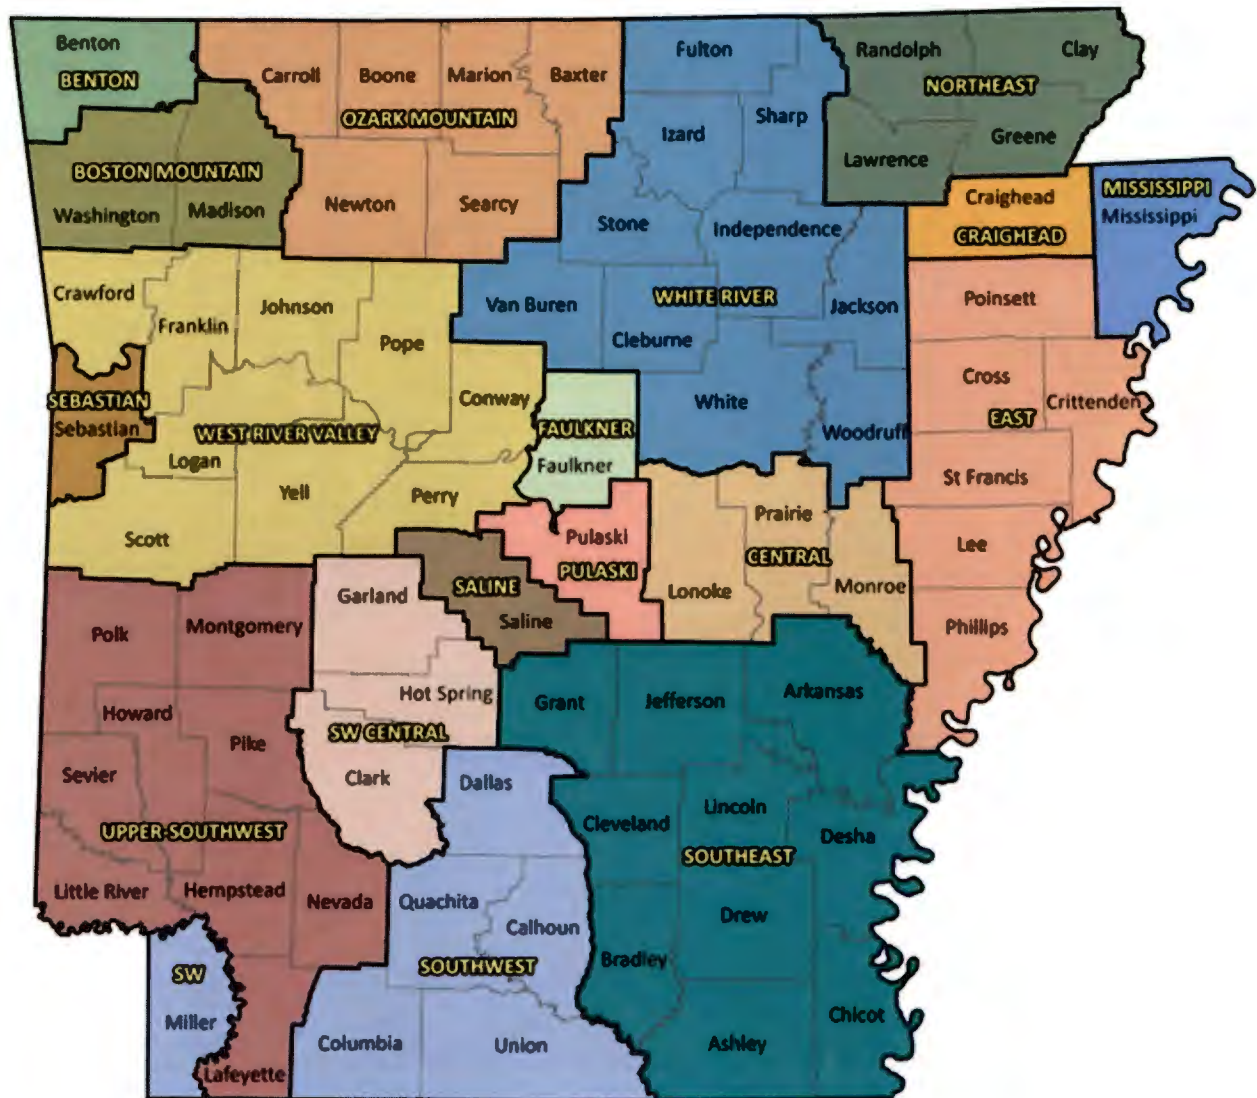 Benton
BENTON
Carroll
Boone
Marion
Baxter
OZARK MOUNTAIN
Newton
Searcy
Fulton
Sharp
Izard
Stone
Independence
Van Buren
WHITE RIVER
Jackson
Cleburne
White
Woodruff
Randolph
Clay
NORTHEAST
Greene
Lawrence
Craighead
CRAIGHEAD
MISSISSIPPI
Mississippi
BOSTON MOUNTAIN
Washington
Madison
Crawford
Franklin
Johnson
Pope
Conway
WEST RIVER VALLEY
Logan
Yell
Perry
Scott
SEBASTIAN
Sebastian
FAULKNER
Faulkner
Poinsett
Cross
Crittenden
EAST
St Francis
Lee
Phillips
Pulaski
PULASKI
Prairie
CENTRAL
Lonoke
Monroe
SALINE
Saline
Garland
Hot Spring
SW CENTRAL
Clark
Polk
Montgomery
Howard
Pike
Sevier
UPPER SOUTHWEST
Little River
Hempstead
Nevada
Lafeyette
Grant
Jefferson
Arkansas
Cleveland
Lincoln
Desha
SOUTHEAST
Drew
Bradley
Ashley
Chicot
Dallas
Quachita
Calhoun
SOUTHWEST
Columbia
Union
SW
Miller